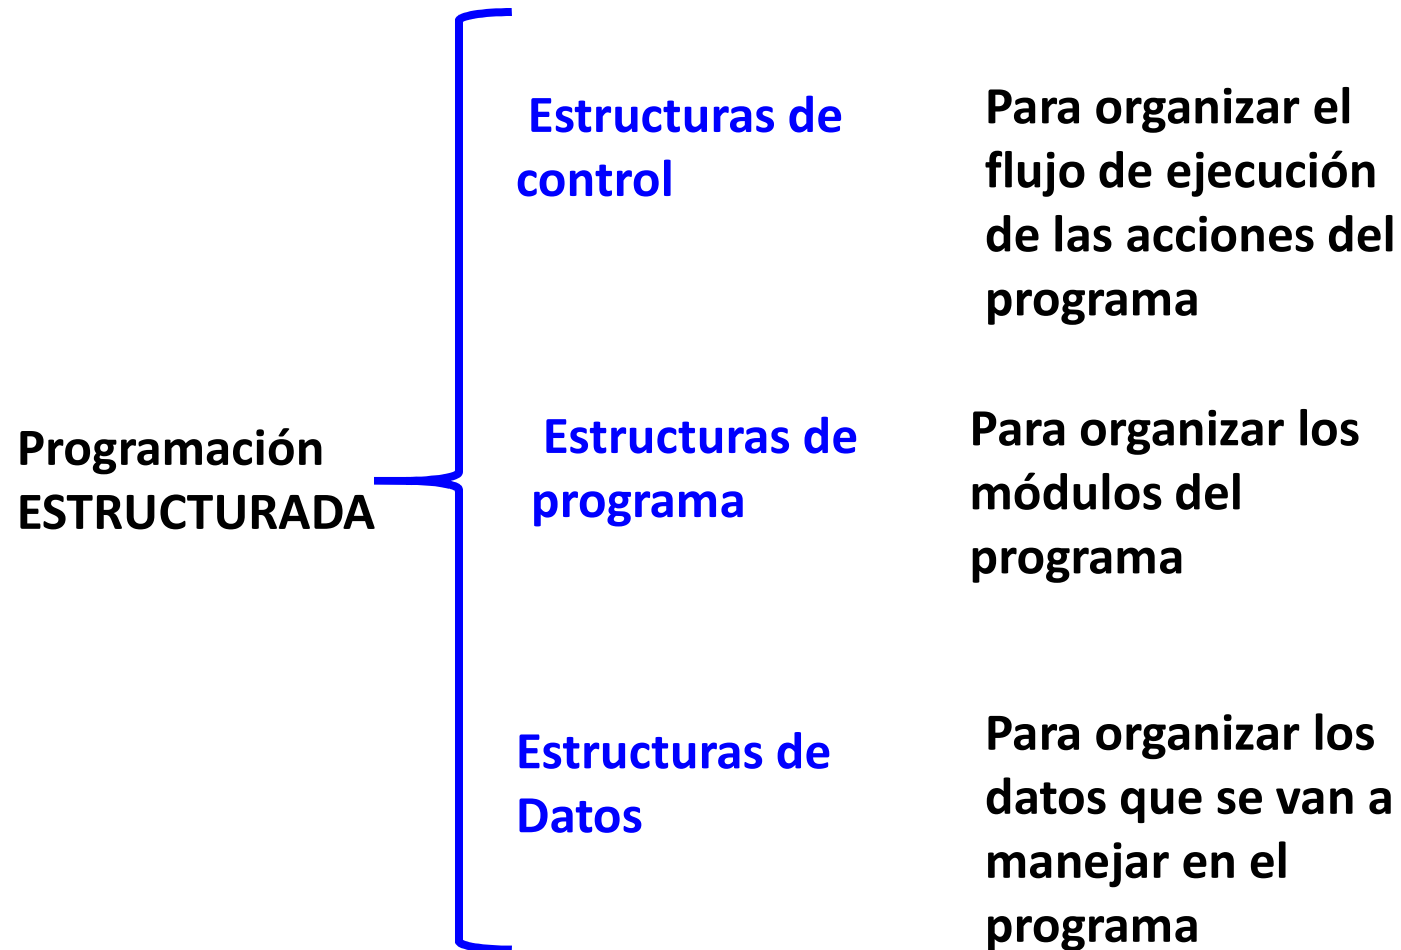 Estructuras de
control
Para organizar el
flujo de ejecución
de las acciones del
programa
Programación
ESTRUCTURADA
Estructuras de
programa
Para organizar los
módulos del
programa
Estructuras de
Datos
Para organizar los
datos que se van a
manejar en el
programa